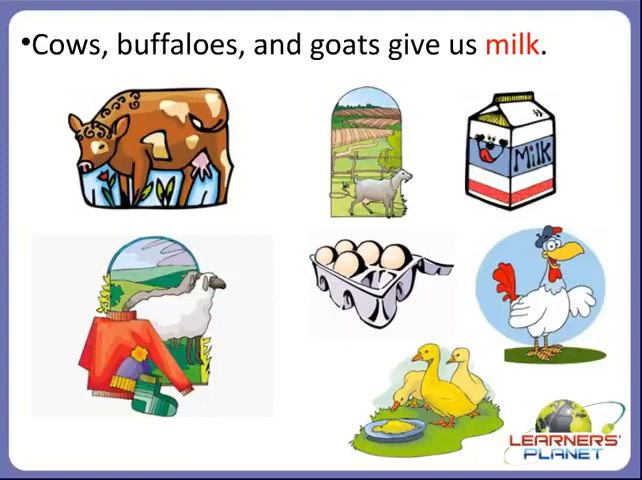 •Cows, buffaloes, and goats give us milk.
MiLK
LEARNERS'
PLANET